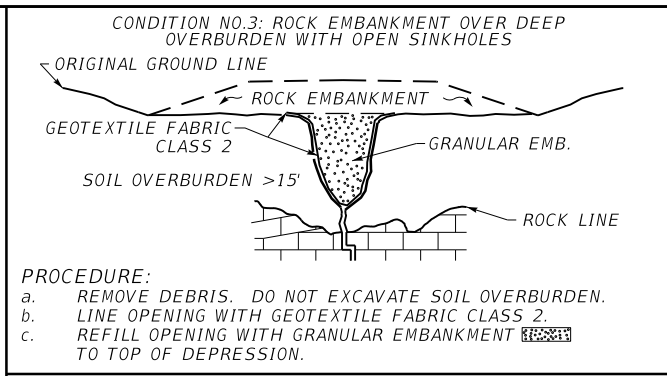 CONDITION NO.3: ROCK EMBANKMENT OVER DEEP
OVERBURDEN WITH OPEN SINKHOLES
ORIGINAL GROUND LINE
ROCK EMBANKMENT
GEOTEXTILE FABRIC
CLASS 2
GRANULAR EMB.
SOIL OVERBURDEN >15'
ROCK LINE
PROCEDURE:
a. REMOVE DEBRIS. DO NOT EXCAVATE SOIL OVERBURDEN.
b. LINE OPENING WITH GEOTEXTILE FABRIC CLASS 2.
c. REFILL OPENING WITH GRANULAR EMBANKMENT
TO TOP OF DEPRESSION.